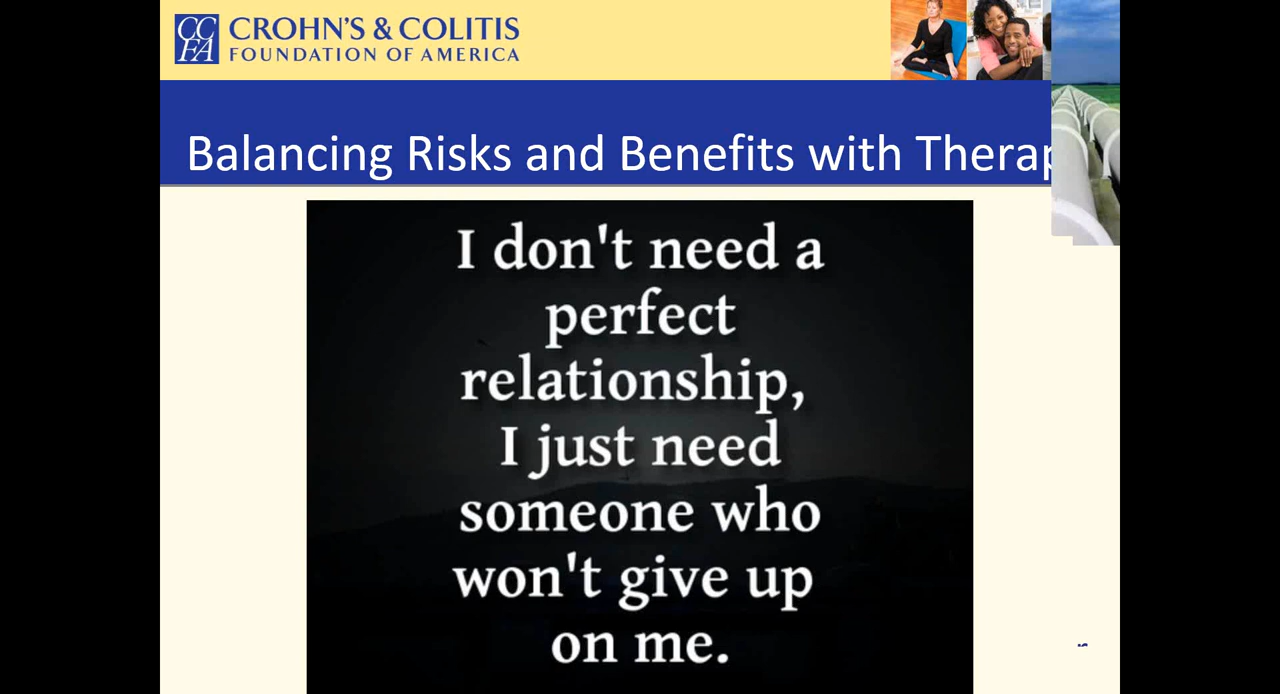 CCFA
CROHN'S & COLITIS
FOUNDATION OF AMERICA
Balancing Risks and Benefits with Therap
I don't need a
perfect
relationship,
I just need
someone who
won't give up
on me.